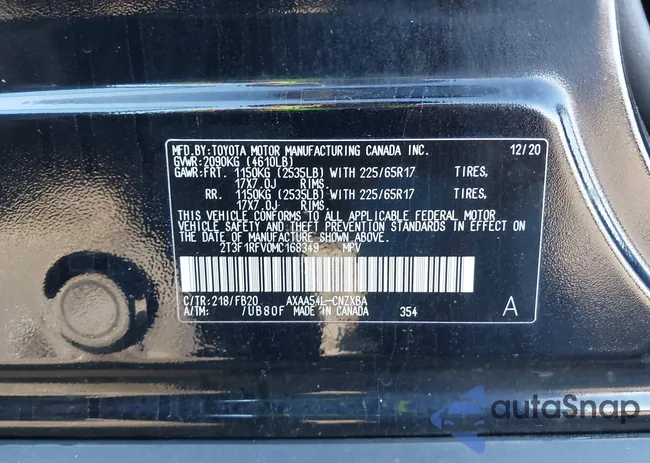 MFD.BY:TOYOTA MOTOR MANUFACTURING CANADA INC. 12/20
GVWR:2090KG (4610LB)
GAWR:FRT. 1150KG (2535LB) WITH 225/65R17 TIRES,
17X7.0J RIMS.
RR. 1150KG (2535LB) WITH 225/65R17 TIRES,
17X7.0J RIMS.
THIS VEHICLE CONFORMS TO ALL APPLICABLE FEDERAL MOTOR
VEHICLE SAFETY AND THEFT PREVENTION STANDARDS IN EFFECT
ON THE DATE OF MANUFACTURE SHOWN ABOVE.
2T3F1RFV0MC168349 MPV
C/TR:218/FB20 AXAA54L-CNZXBA
A/TM: /UB80F MADE IN CANADA 354 A
autoSnap